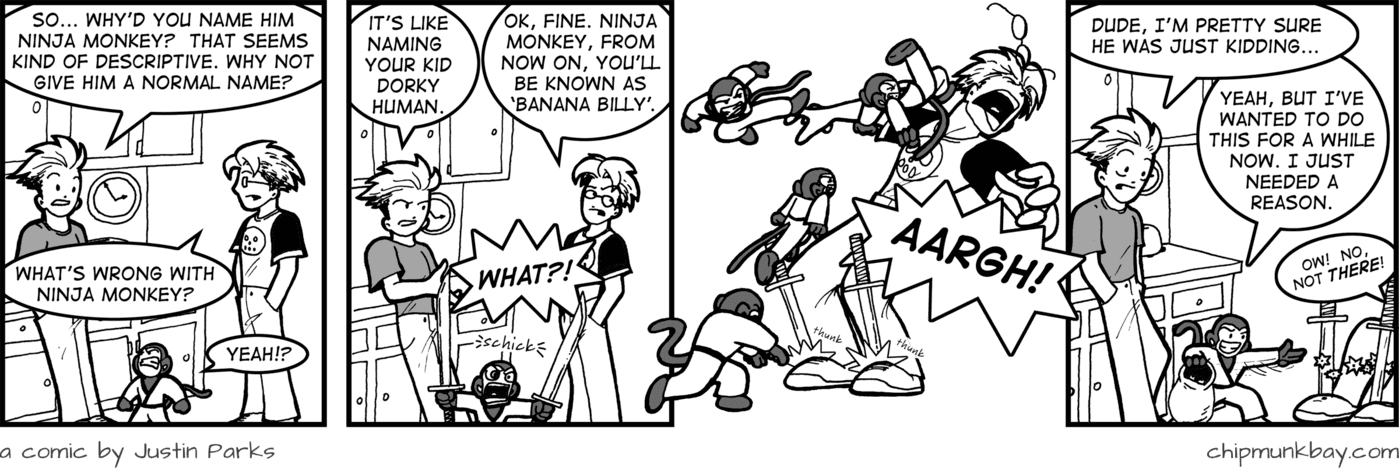 SO... WHY'D YOU NAME HIM
NINJA MONKEY? THAT SEEMS
KIND OF DESCRIPTIVE. WHY NOT
GIVE HIM A NORMAL NAME?
WHAT'S WRONG WITH
NINJA MONKEY?
YEAH!?
IT'S LIKE
NAMING
YOUR KID
DORKY
HUMAN.
OK, FINE. NINJA
MONKEY, FROM
NOW ON, YOU'LL
BE KNOWN AS
'BANANA BILLY'.
WHAT?!
schick
AARGH!
thunk
thunk
DUDE, I'M PRETTY SURE
HE WAS JUST KIDDING...
YEAH, BUT I'VE
WANTED TO DO
THIS FOR A WHILE
NOW. I JUST
NEEDED A
REASON.
OW! NO,
NOT THERE!
a comic by Justin Parks
chipmunkbay.com